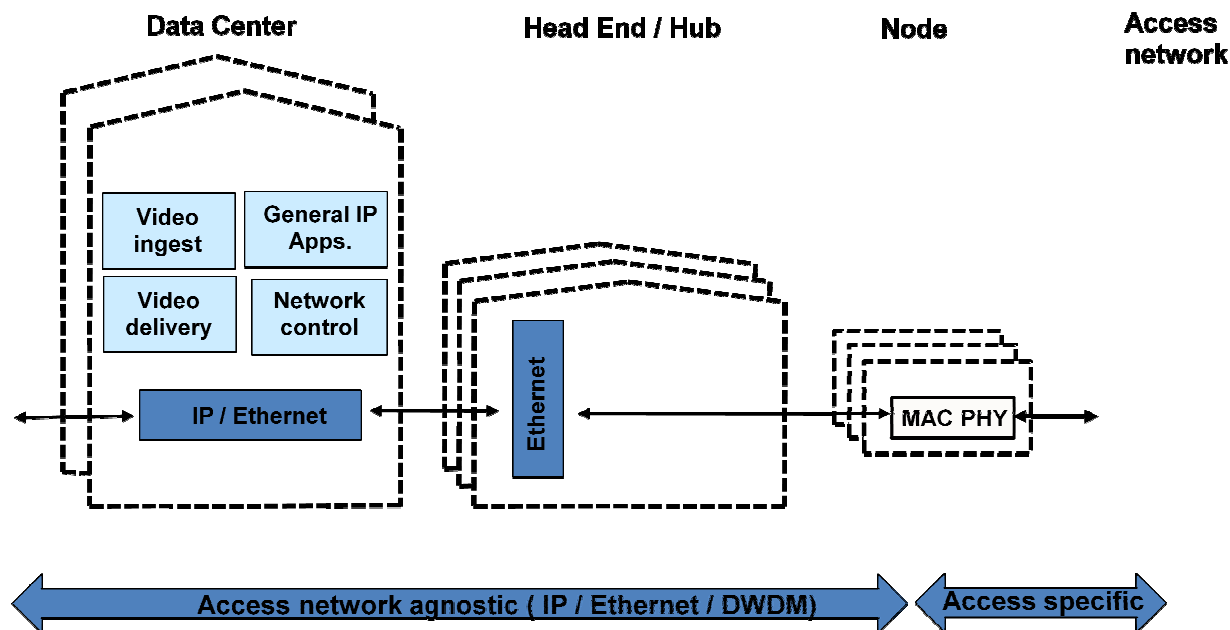 Data Center
Head End / Hub
Node
Access
network
Video
ingest
General IP
Apps.
Video
delivery
Network
control
IP / Ethernet
Ethernet
MAC PHY
Access network agnostic ( IP / Ethernet / DWDM)
Access specific